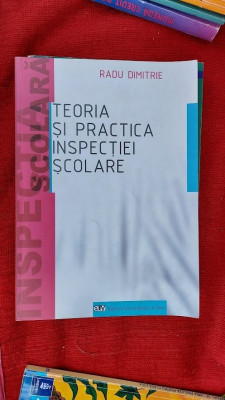 RADU DIMITRIE
TEORIA
ȘI PRACTICA
INSPECȚIEI
ȘCOLARE
INSPECȚIA
ȘCOLARĂ